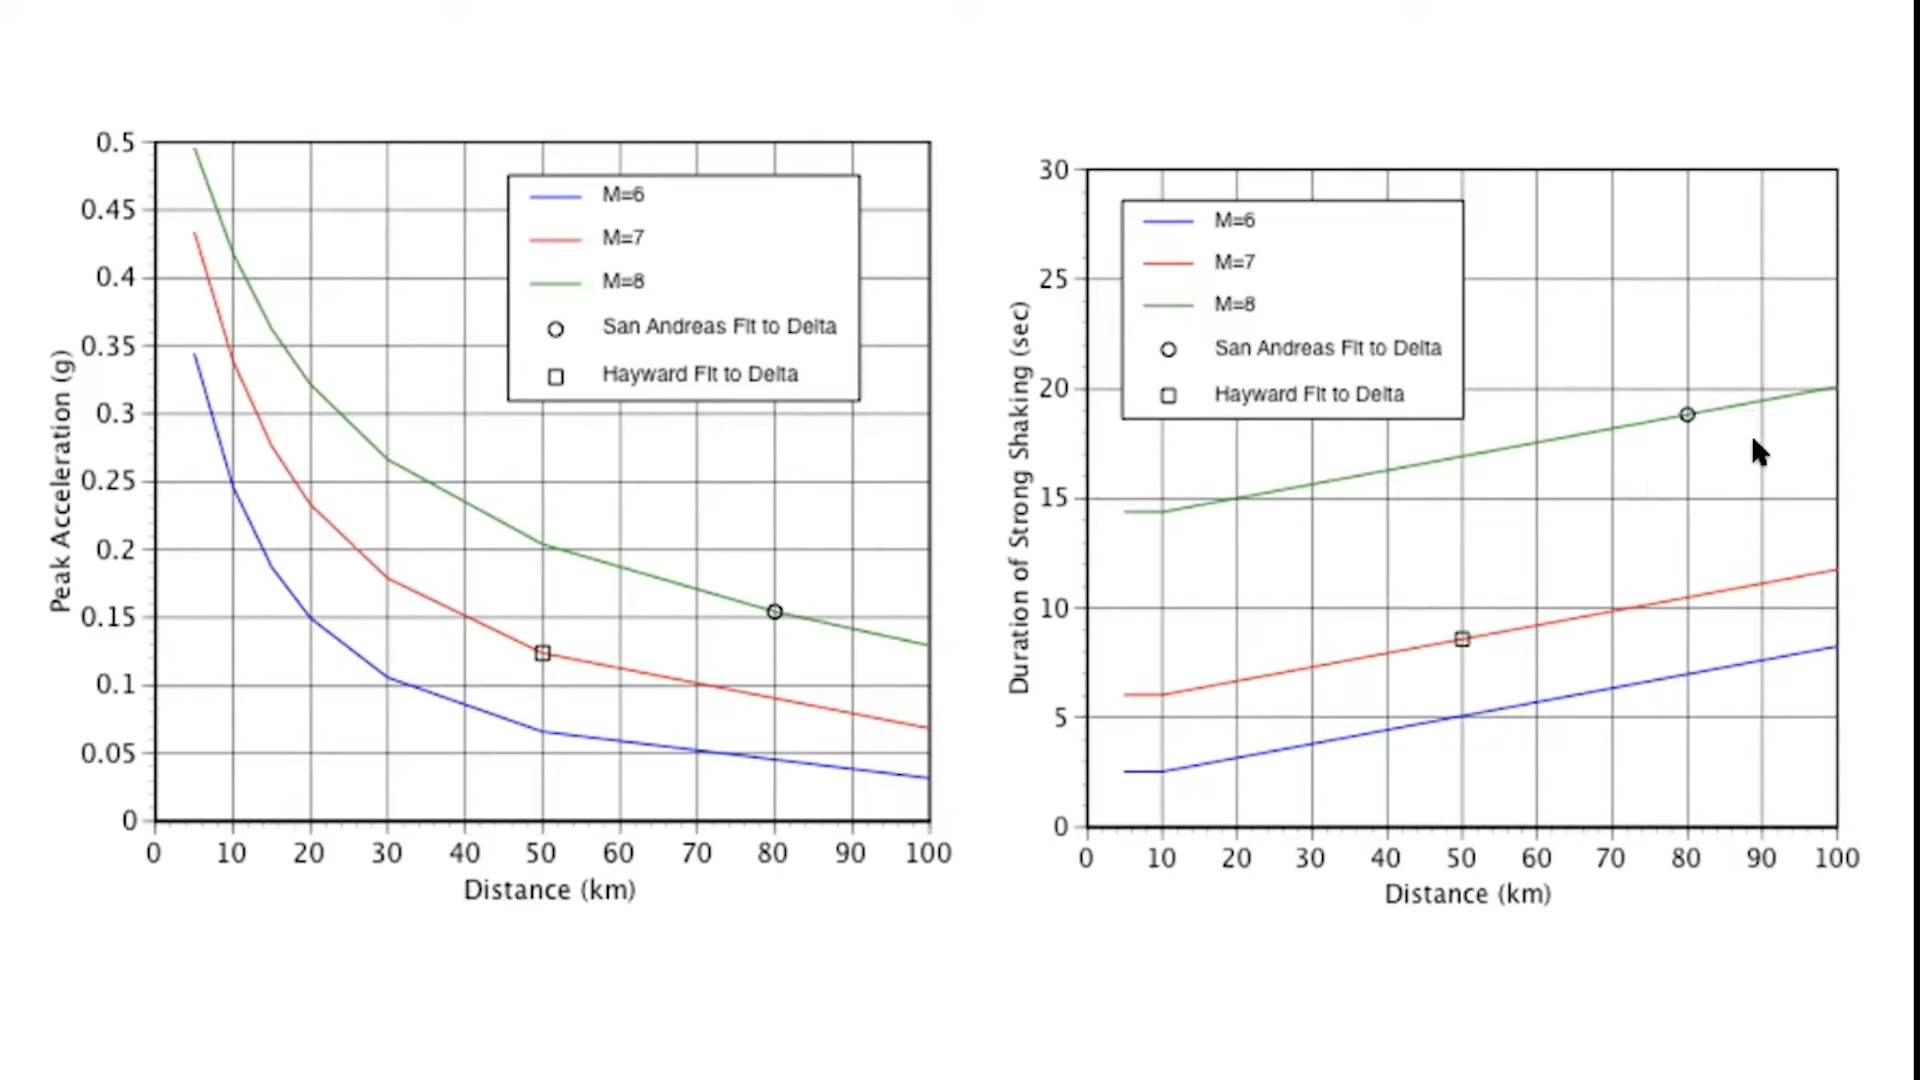 0.5
0.45
0.4
0.35
0.3
0.25
0.2
0.15
0.1
0.05
0
Peak Acceleration (g)
M=6
M=7
M=8
San Andreas Flt to Delta
Hayward Flt to Delta
0 10 20 30 40 50 60 70 80 90 100
Distance (km)
30
25
20
15
10
5
0
Duration of Strong Shaking (sec)
M=6
M=7
M=8
San Andreas Flt to Delta
Hayward Flt to Delta
0 10 20 30 40 50 60 70 80 90 100
Distance (km)